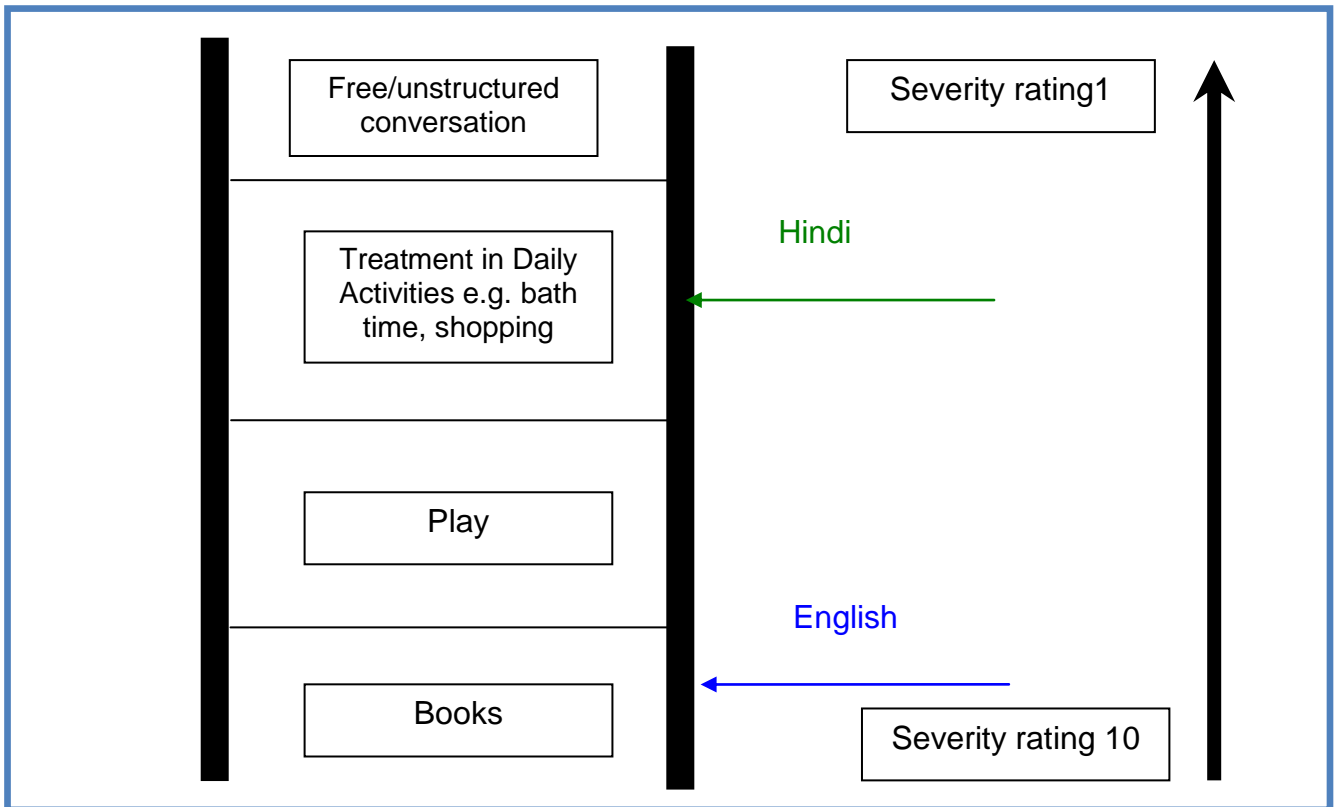 Free/unstructured
conversation
Severity rating1
Hindi
Treatment in Daily
Activities e.g. bath
time, shopping
Play
English
Books
Severity rating 10